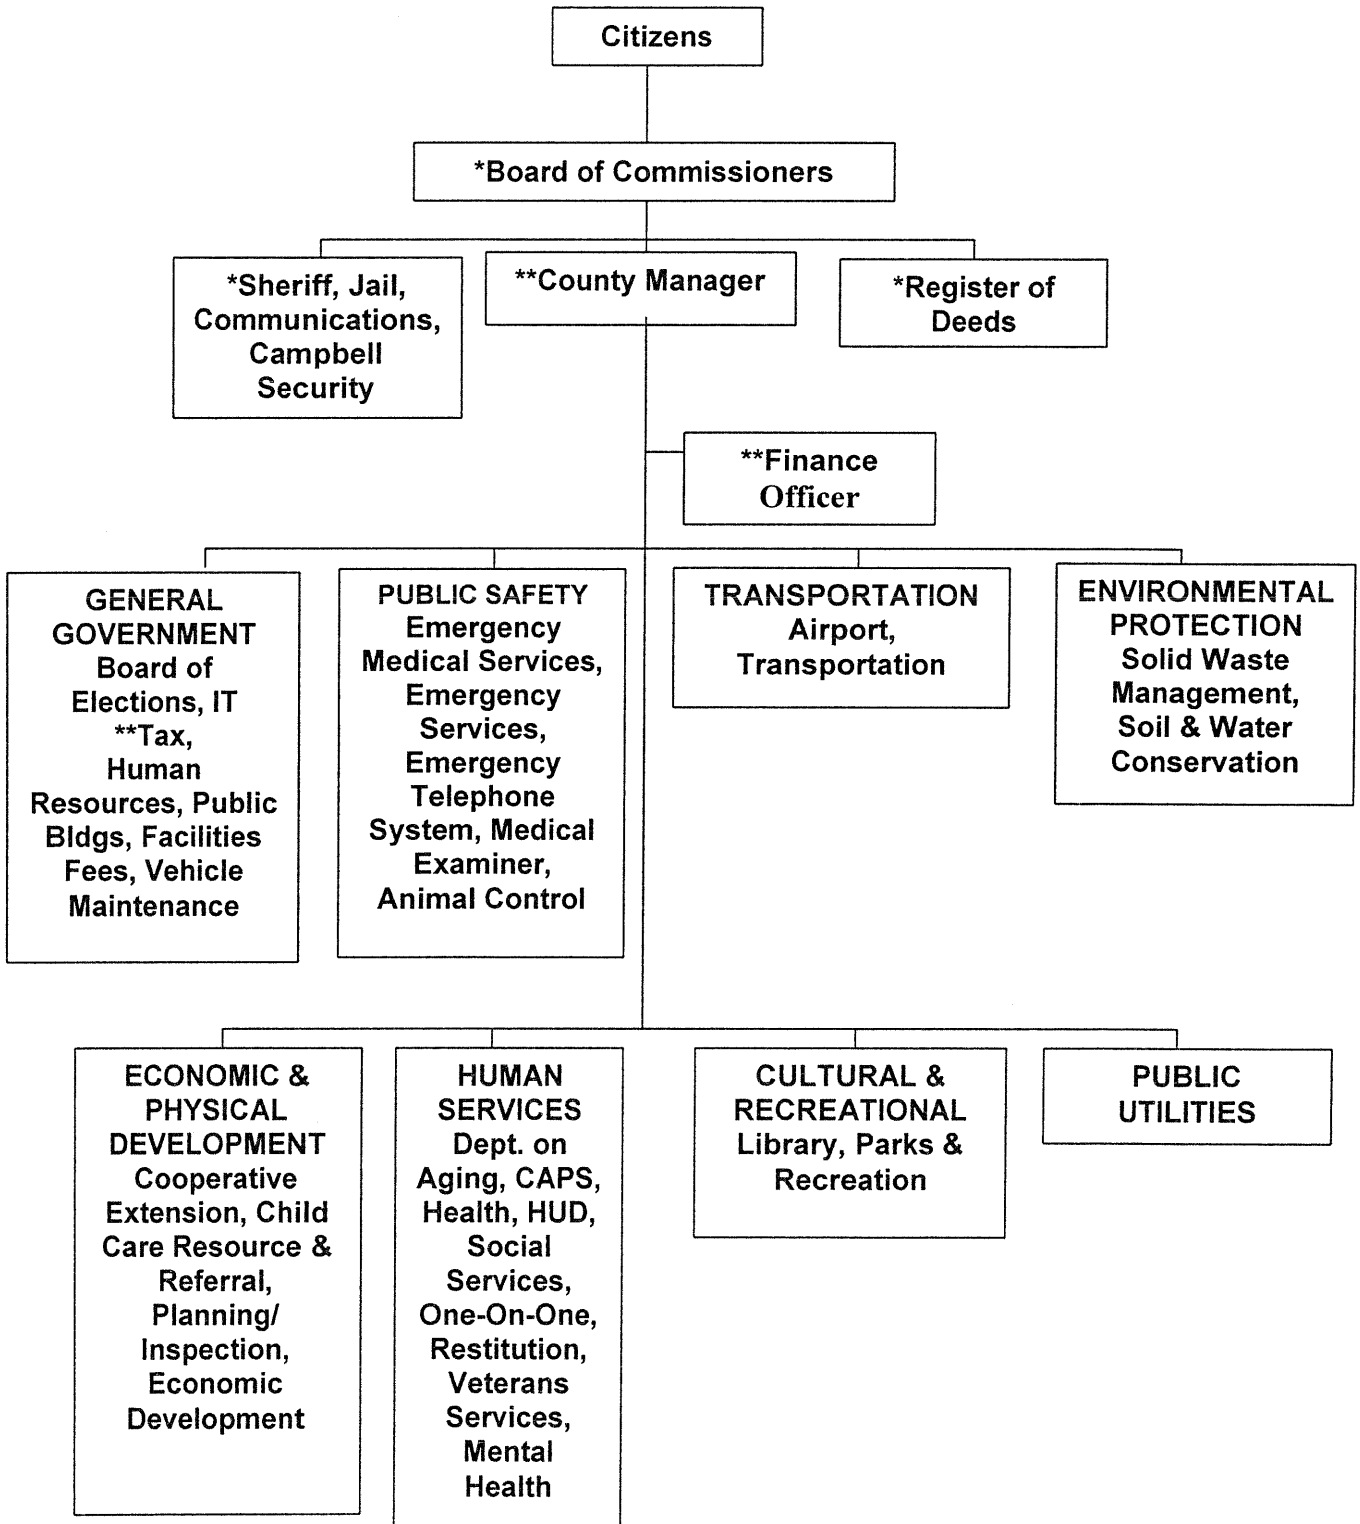 Citizens
*Board of Commissioners
*Sheriff, Jail,
Communications,
Campbell
Security
**County Manager
*Register of
Deeds
**Finance
Officer
GENERAL
GOVERNMENT
Board of
Elections, IT
**Tax,
Human
Resources, Public
Bldgs, Facilities
Fees, Vehicle
Maintenance
PUBLIC SAFETY
Emergency
Medical Services,
Emergency
Services,
Emergency
Telephone
System, Medical
Examiner,
Animal Control
TRANSPORTATION
Airport,
Transportation
ENVIRONMENTAL
PROTECTION
Solid Waste
Management,
Soil & Water
Conservation
ECONOMIC &
PHYSICAL
DEVELOPMENT
Cooperative
Extension, Child
Care Resource &
Referral,
Planning/
Inspection,
Economic
Development
HUMAN
SERVICES
Dept. on
Aging, CAPS,
Health, HUD,
Social
Services,
One-On-One,
Restitution,
Veterans
Services,
Mental
Health
CULTURAL &
RECREATIONAL
Library, Parks &
Recreation
PUBLIC
UTILITIES